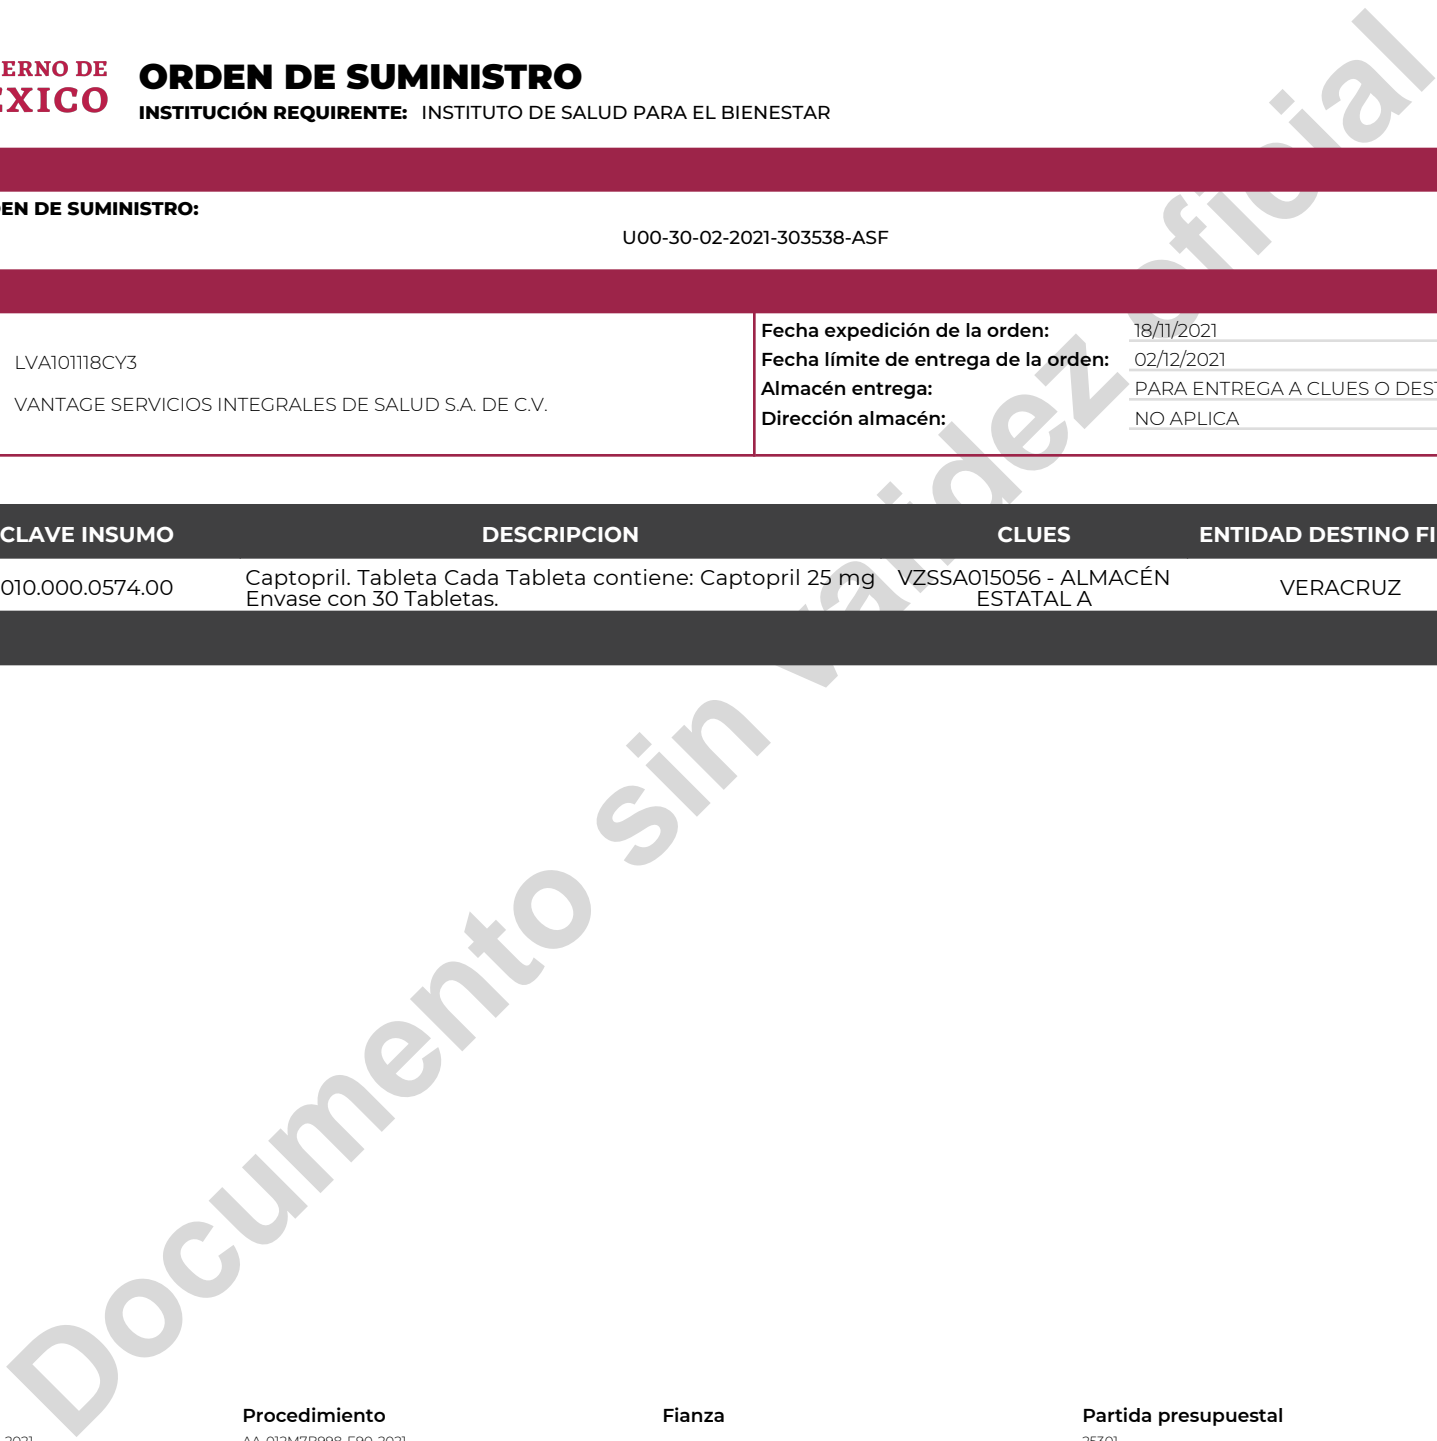 ERNO DE
EXICO
ORDEN DE SUMINISTRO
INSTITUCIÓN REQUIRENTE: INSTITUTO DE SALUD PARA EL BIENESTAR
EN DE SUMINISTRO:
U00-30-02-2021-303538-ASF
LVA101118CY3
VANTAGE SERVICIOS INTEGRALES DE SALUD S.A. DE C.V.
Fecha expedición de la orden: 18/11/2021
Fecha límite de entrega de la orden: 02/12/2021
Almacén entrega: PARA ENTREGA A CLUES O DEST
Dirección almacén: NO APLICA
CLAVE INSUMO DESCRIPCION CLUES ENTIDAD DESTINO FI
010.000.0574.00 Captopril. Tableta Cada Tableta contiene: Captopril 25 mg VZSSA015056 - ALMACÉN VERACRUZ
Envase con 30 Tabletas. ESTATAL A
Documento sin validez oficial
Procedimiento Fianza Partida presupuestal
2021 25301